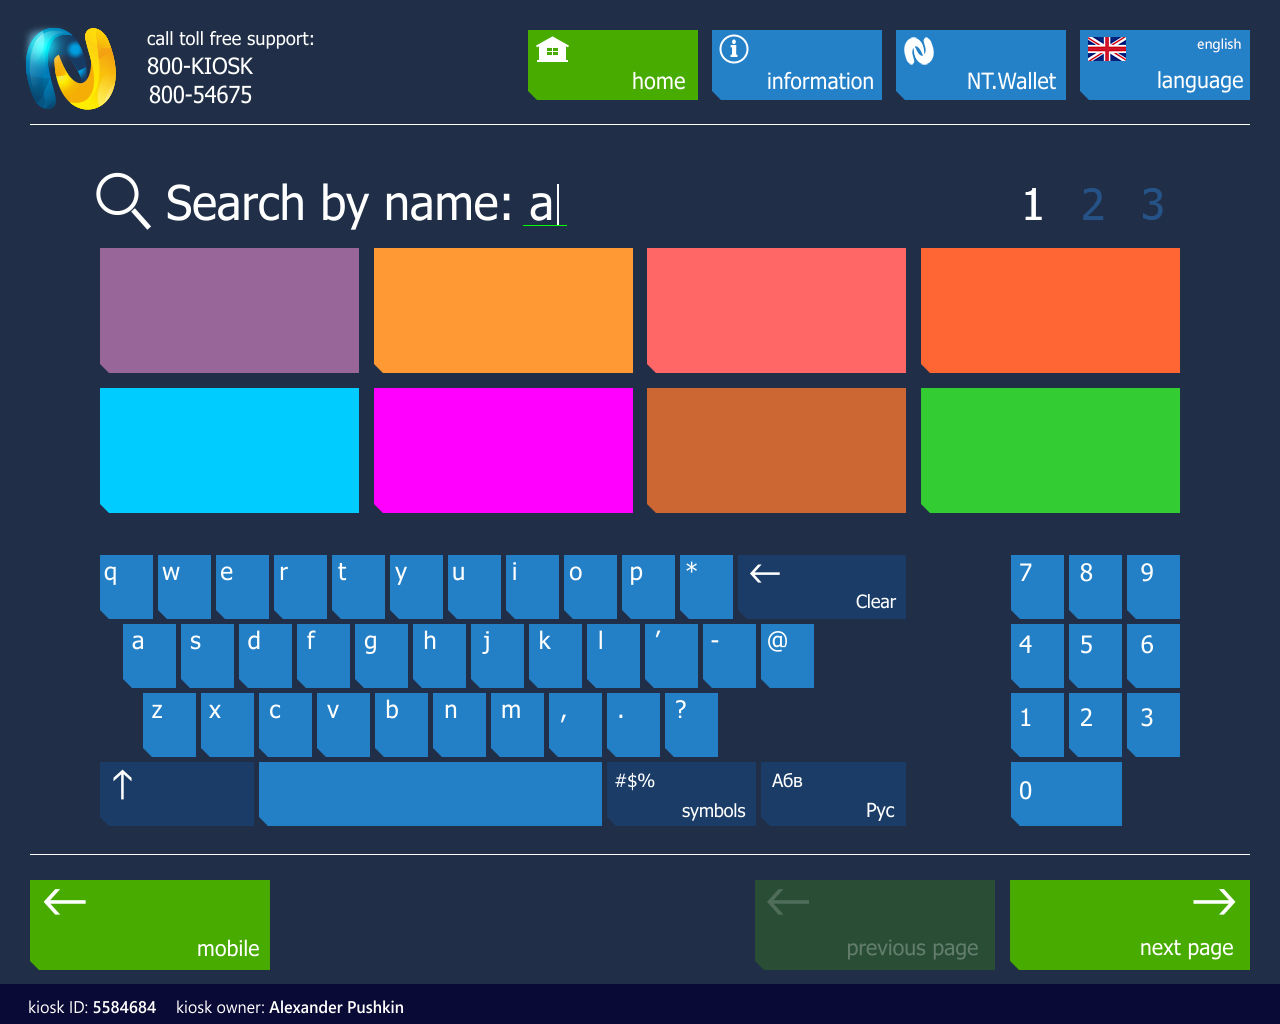 call toll free support:
800-KIOSK
800-54675
home
information
NT.Wallet
english
language
Search by name: a
1 2 3
q w e r t y u i o p *
Clear
7 8 9
a s d f g h j k l ’ - @
4 5 6
z x c v b n m , . ?
1 2 3
#$%
symbols
Абв
Рус
0
mobile
previous page
next page
kiosk ID: 5584684 kiosk owner: Alexander Pushkin